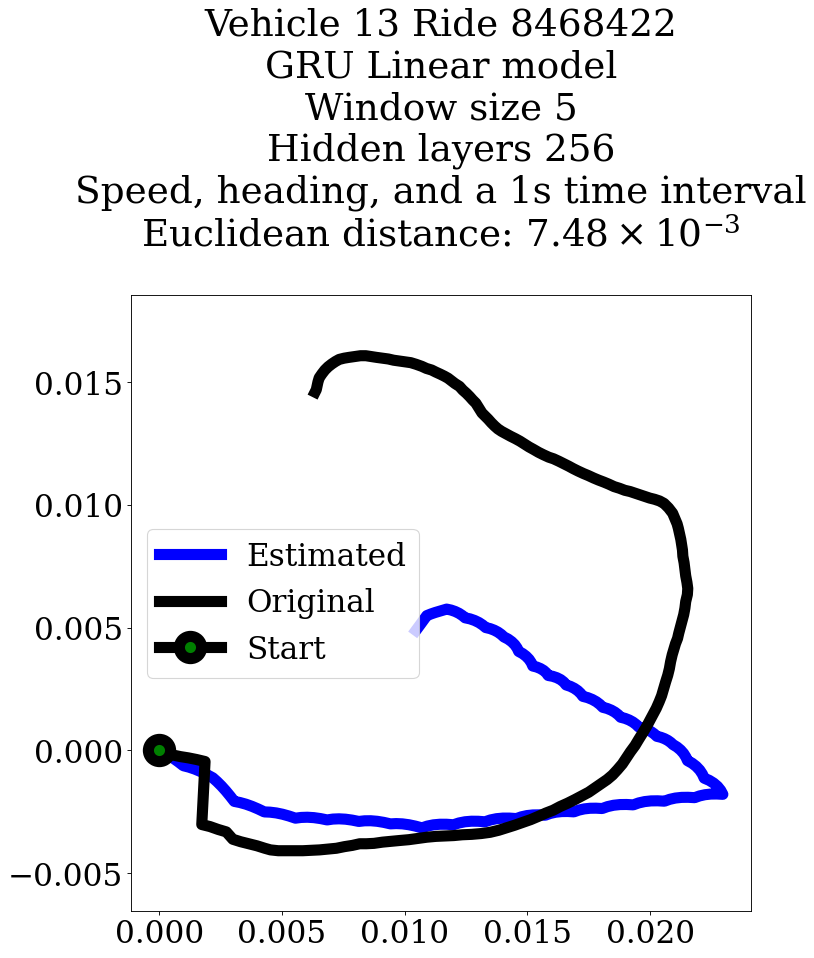 Vehicle 13 Ride 8468422
GRU Linear model
Window size 5
Hidden layers 256
Speed, heading, and a 1s time interval
Euclidean distance: 7.48 × 10⁻³
0.015
0.010
0.005
0.000
−0.005
Estimated
Original
Start
0.000 0.005 0.010 0.015 0.020